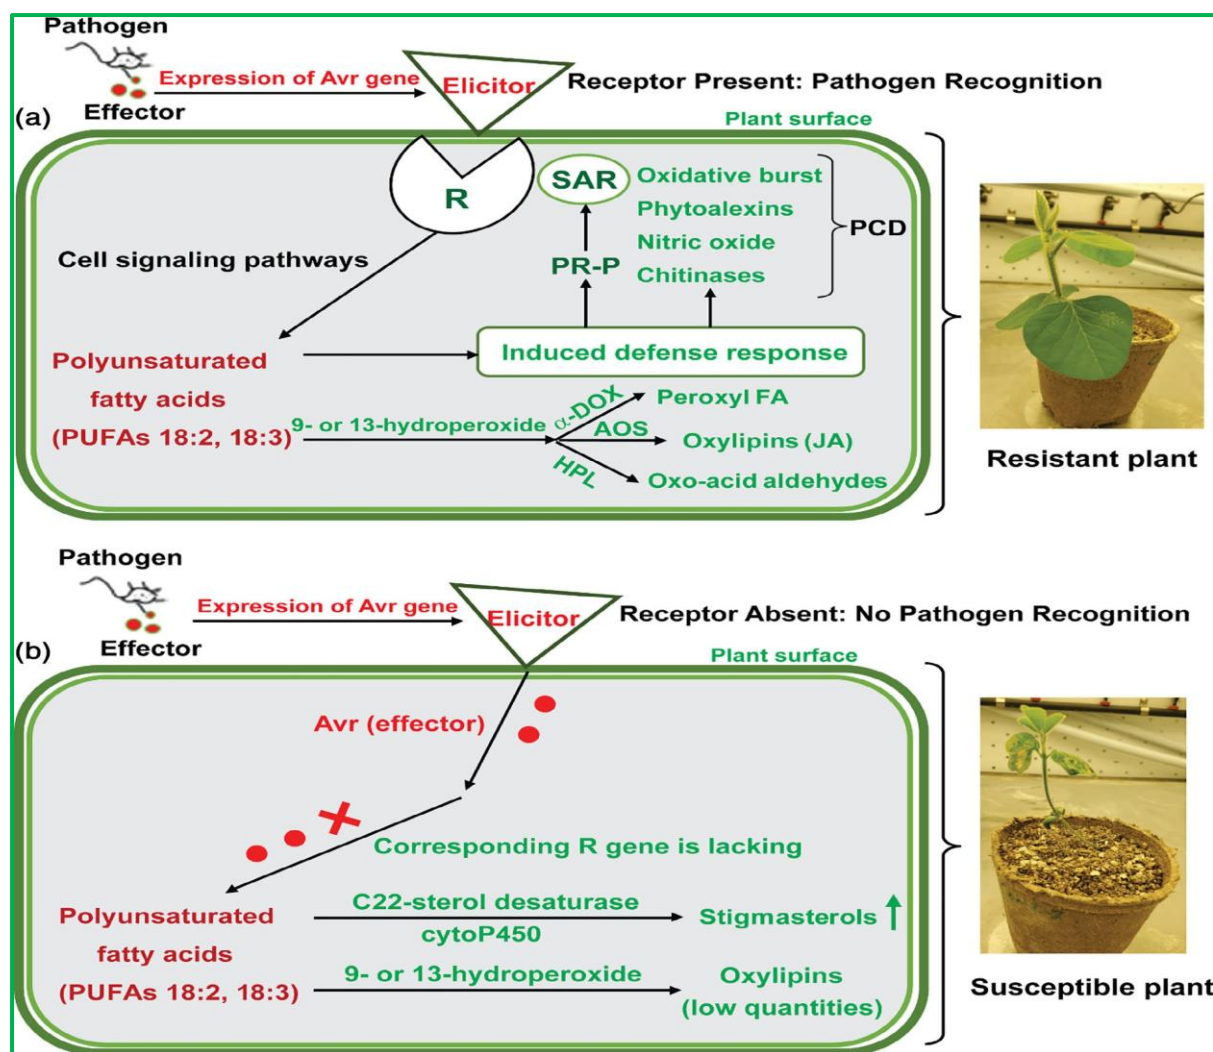 Pathogen
Expression of Avr gene
Elicitor
Receptor Present: Pathogen Recognition
Effector
(a)
Plant surface
R
SAR
Oxidative burst
Phytoalexins
Nitric oxide
Chitinases
PCD
Cell signaling pathways
PR-P
Polyunsaturated
fatty acids
(PUFAs 18:2, 18:3)
Induced defense response
9- or 13-hydroperoxide
α-DOX
Peroxyl FA
AOS
Oxylipins (JA)
HPL
Oxo-acid aldehydes
Resistant plant
Pathogen
Expression of Avr gene
Elicitor
Receptor Absent: No Pathogen Recognition
Effector
(b)
Plant surface
Avr (effector)
Corresponding R gene is lacking
Polyunsaturated
fatty acids
(PUFAs 18:2, 18:3)
C22-sterol desaturase
cytoP450
Stigmasterols
9- or 13-hydroperoxide
Oxylipins
(low quantities)
Susceptible plant